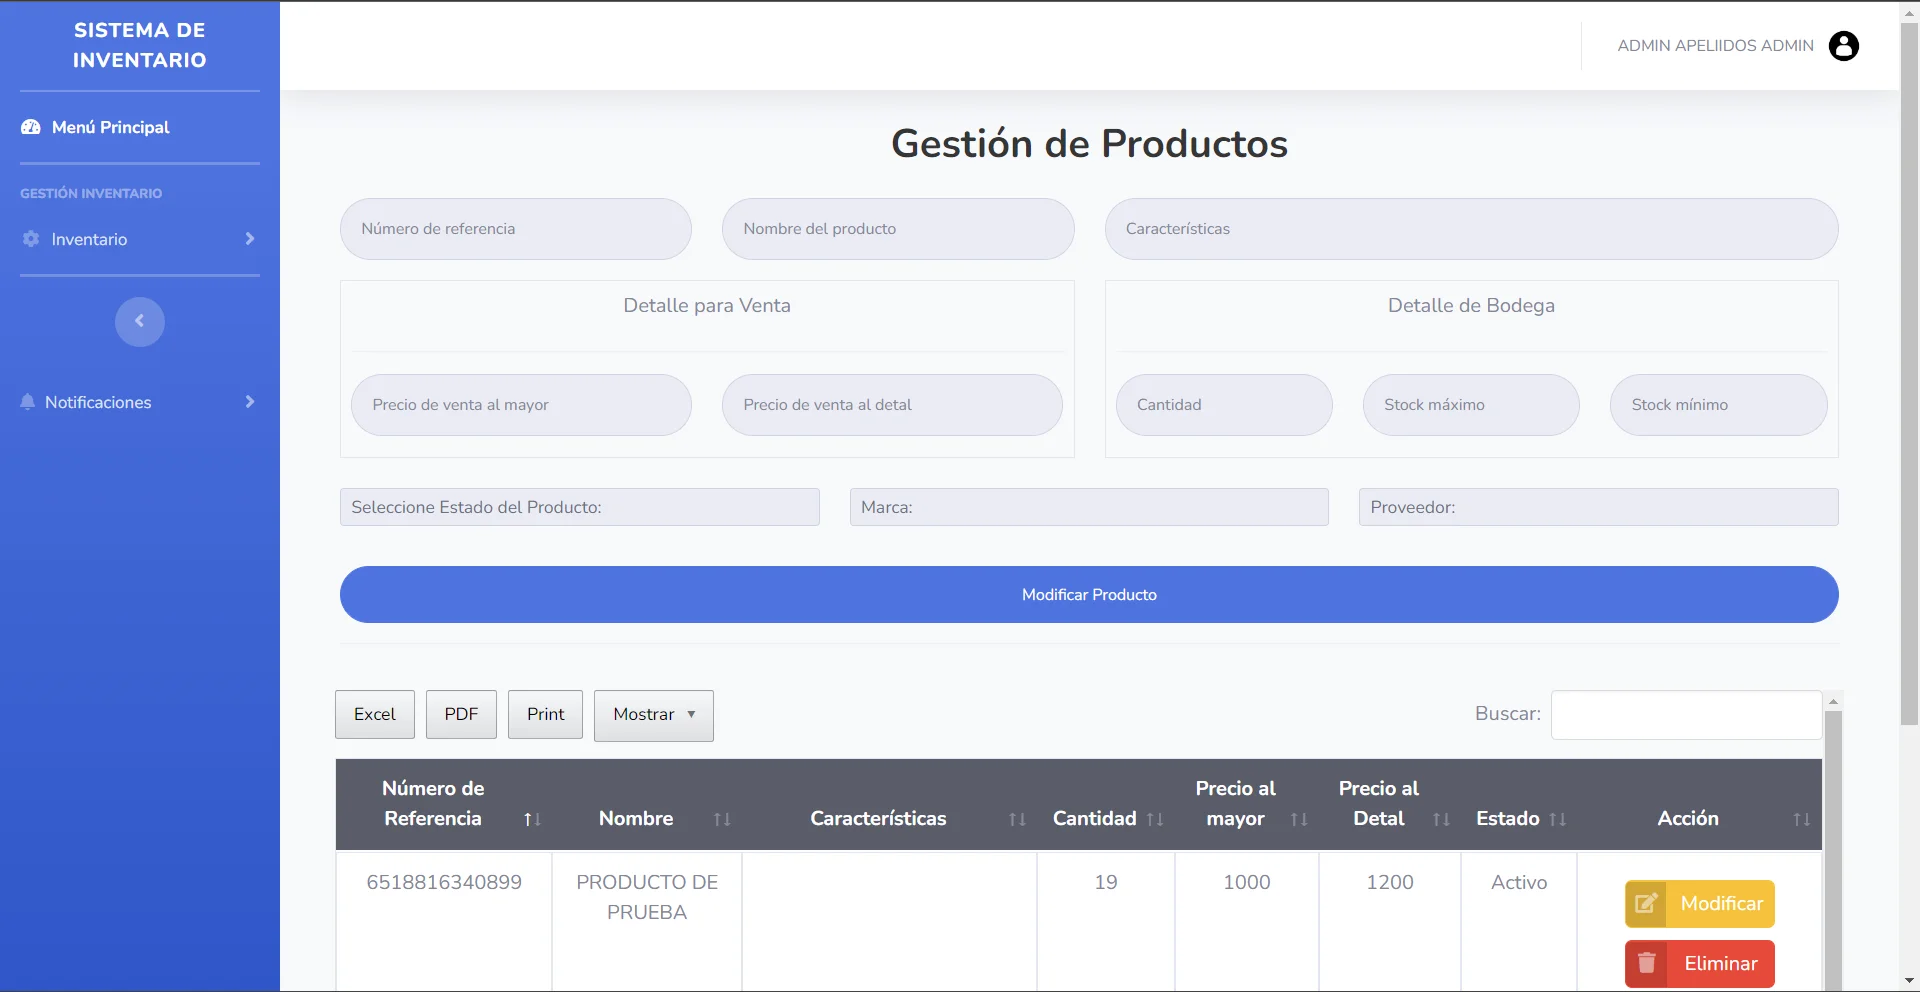 SISTEMA DE
INVENTARIO
Menú Principal
GESTIÓN INVENTARIO
Inventario
Notificaciones
ADMIN APELIIDOS ADMIN
Gestión de Productos
Número de referencia
Nombre del producto
Características
Detalle para Venta
Precio de venta al mayor
Precio de venta al detal
Detalle de Bodega
Cantidad
Stock máximo
Stock mínimo
Seleccione Estado del Producto:
Marca:
Proveedor:
Modificar Producto
Excel
PDF
Print
Mostrar
Buscar:
Número de
Referencia
Nombre
Características
Cantidad
Precio al
mayor
Precio al
Detal
Estado
Acción
6518816340899
PRODUCTO DE
PRUEBA
19
1000
1200
Activo
Modificar
Eliminar